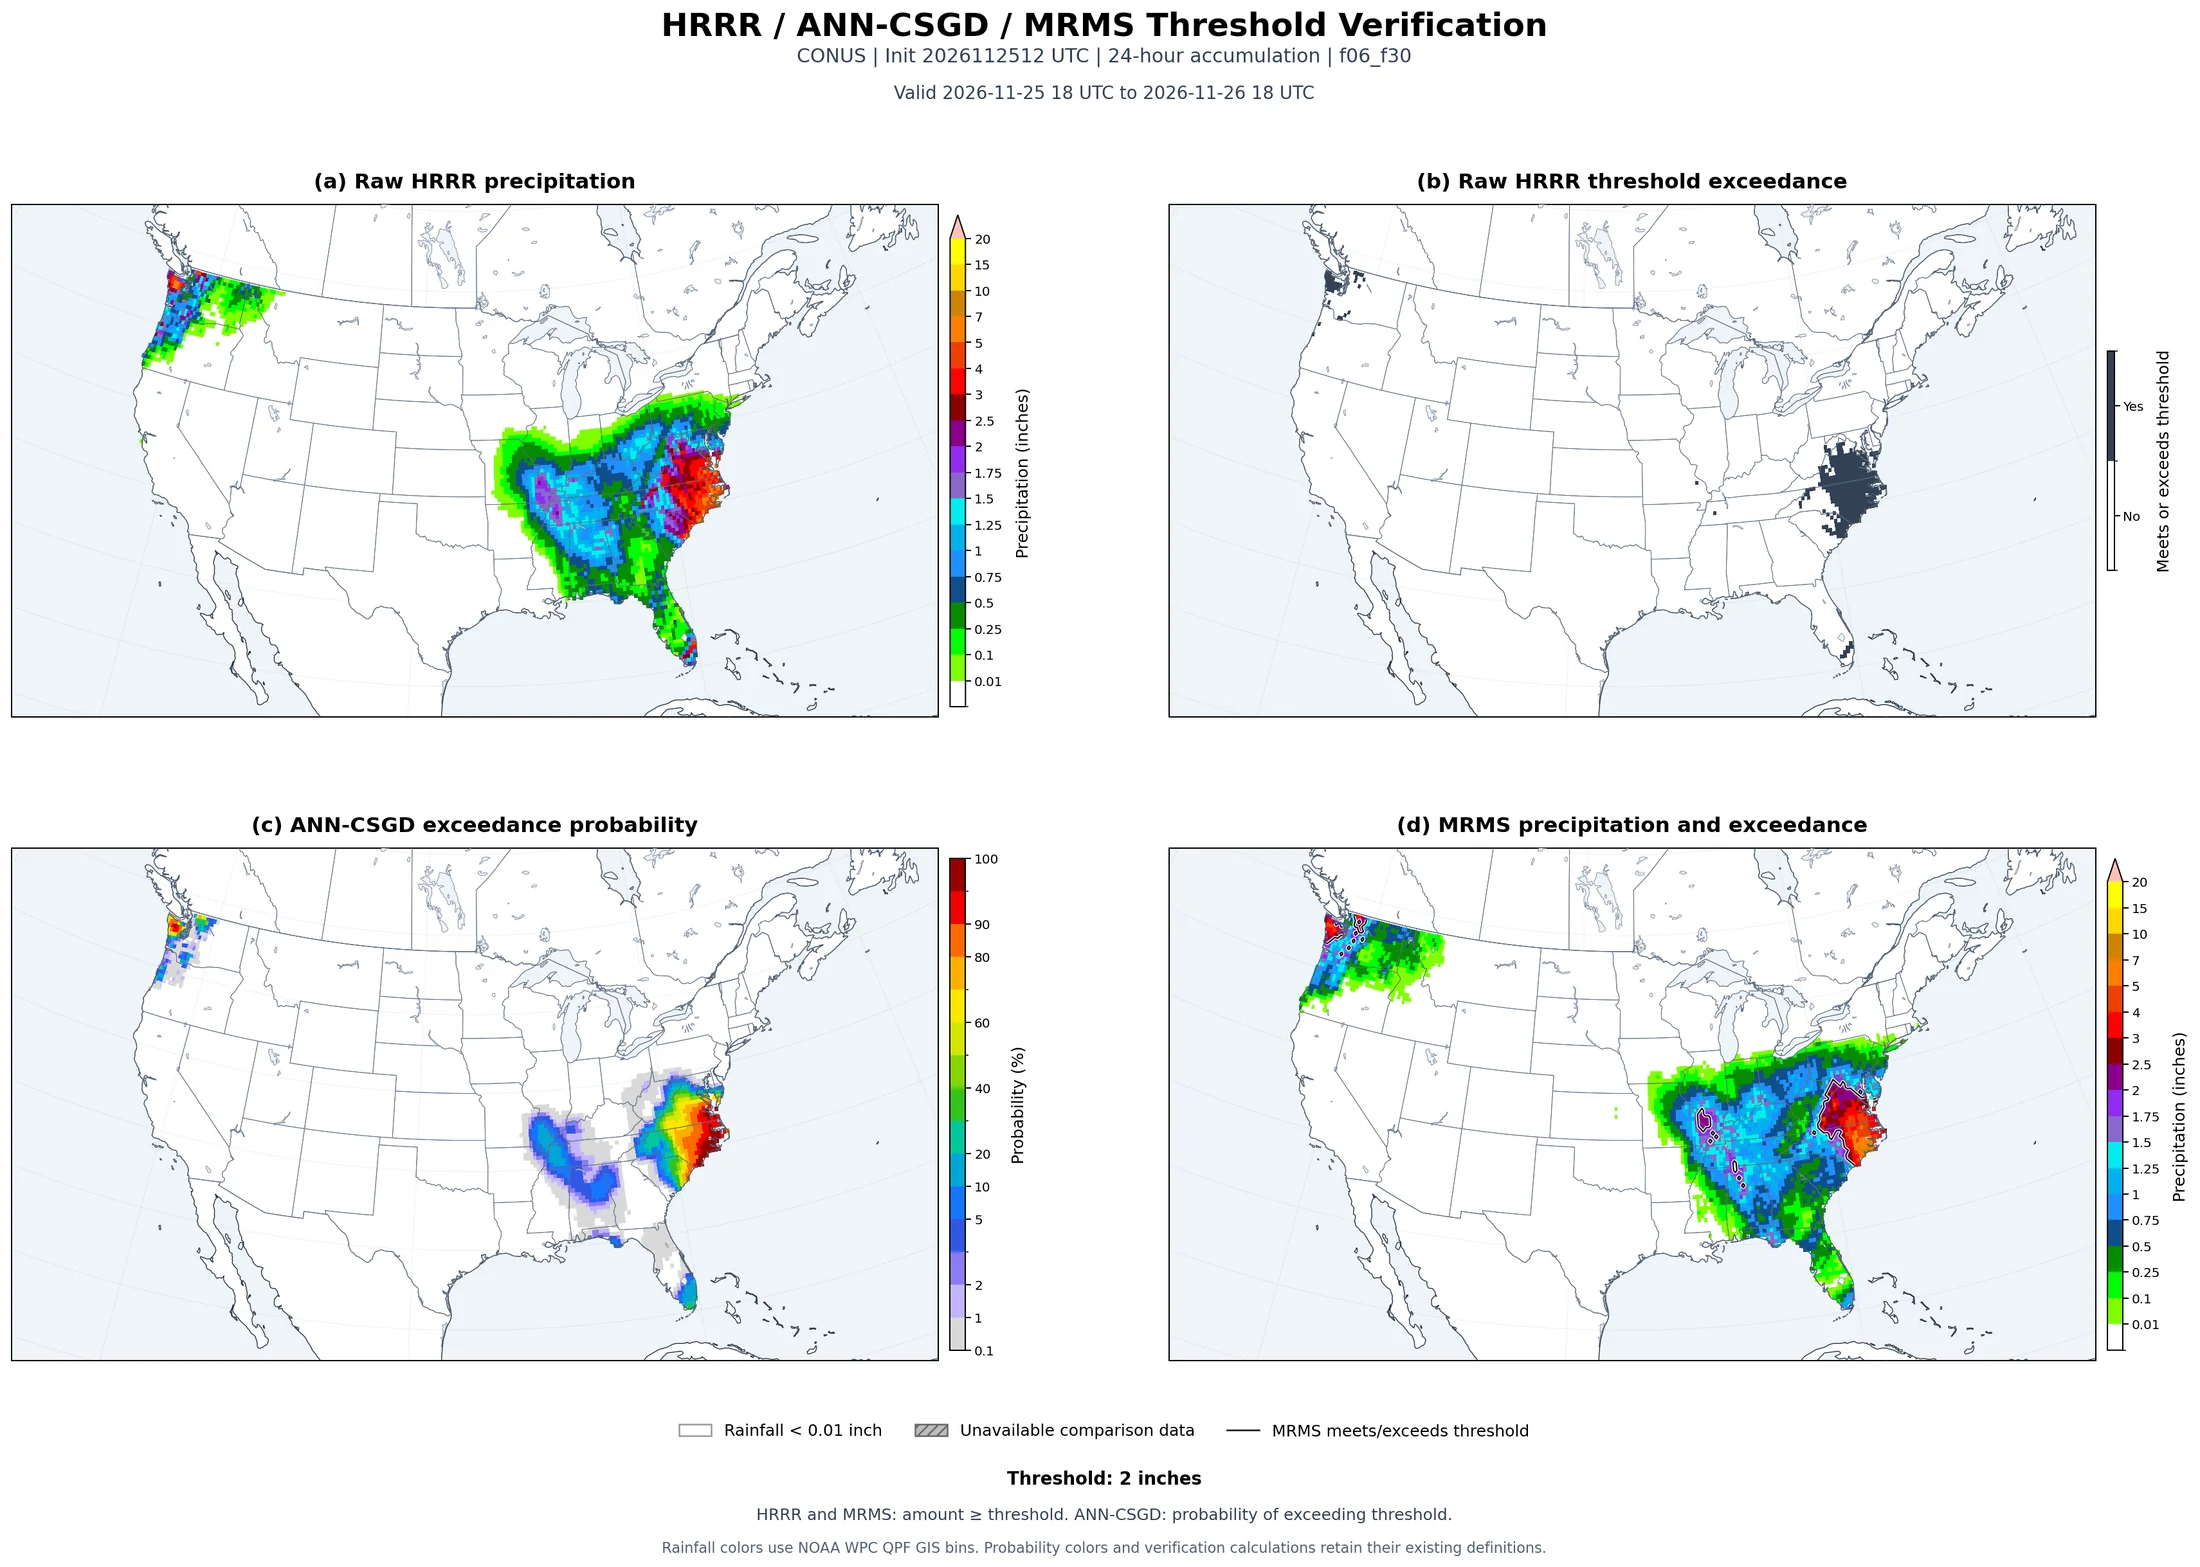 HRRR / ANN-CSGD / MRMS Threshold Verification
CONUS | Init 2026112512 UTC | 24-hour accumulation | f06_f30
Valid 2026-11-25 18 UTC to 2026-11-26 18 UTC
(a) Raw HRRR precipitation
20
15
10
7
5
4
3
2.5
2
1.75
1.5
1.25
1
0.75
0.5
0.25
0.1
0.01
Precipitation (inches)
(b) Raw HRRR threshold exceedance
Yes
No
Meets or exceeds threshold
(c) ANN-CSGD exceedance probability
100
90
80
60
40
20
10
5
2
1
0.1
Probability (%)
(d) MRMS precipitation and exceedance
20
15
10
7
5
4
3
2.5
2
1.75
1.5
1.25
1
0.75
0.5
0.25
0.1
0.01
Precipitation (inches)
Rainfall < 0.01 inch
Unavailable comparison data
MRMS meets/exceeds threshold
Threshold: 2 inches
HRRR and MRMS: amount ≥ threshold. ANN-CSGD: probability of exceeding threshold.
Rainfall colors use NOAA WPC QPF GIS bins. Probability colors and verification calculations retain their existing definitions.